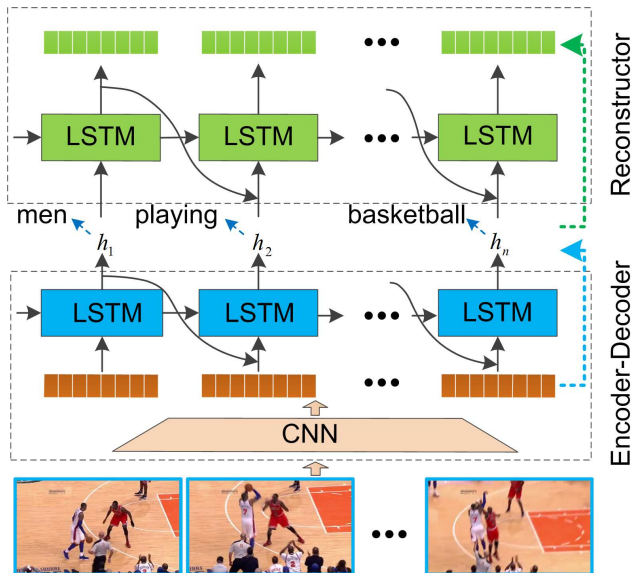 •••
LSTM LSTM ••• LSTM
Reconstructor
men playing basketball
h1 h2 hn
LSTM LSTM ••• LSTM
•••
Encoder-Decoder
CNN
•••